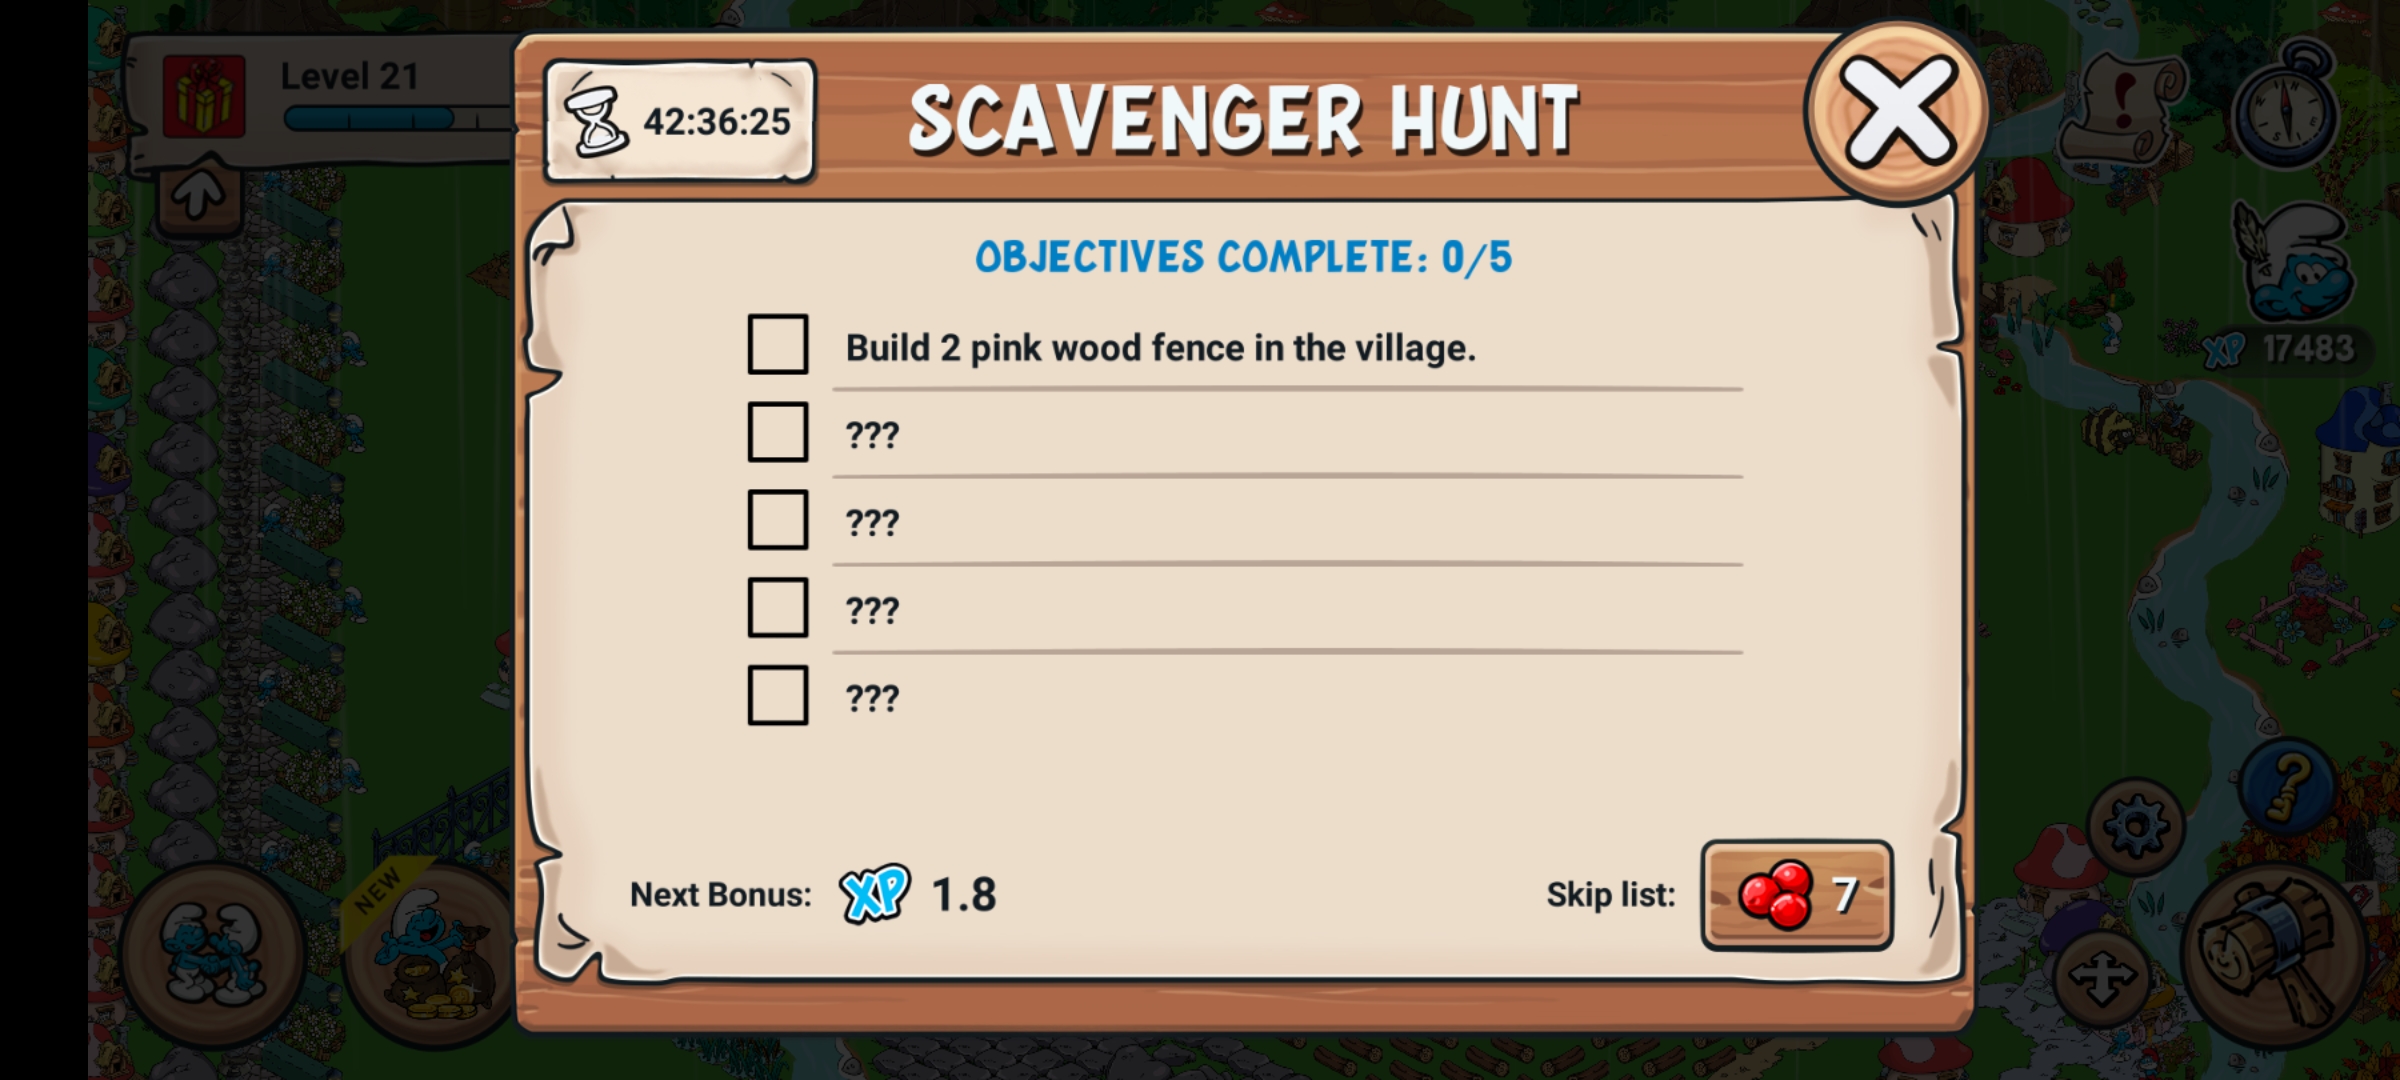 Level 21
42:36:25
SCAVENGER HUNT
OBJECTIVES COMPLETE: 0/5
Build 2 pink wood fence in the village.
???
???
???
???
XP 17483
NEW
Next Bonus: XP 1.8
Skip list: 7